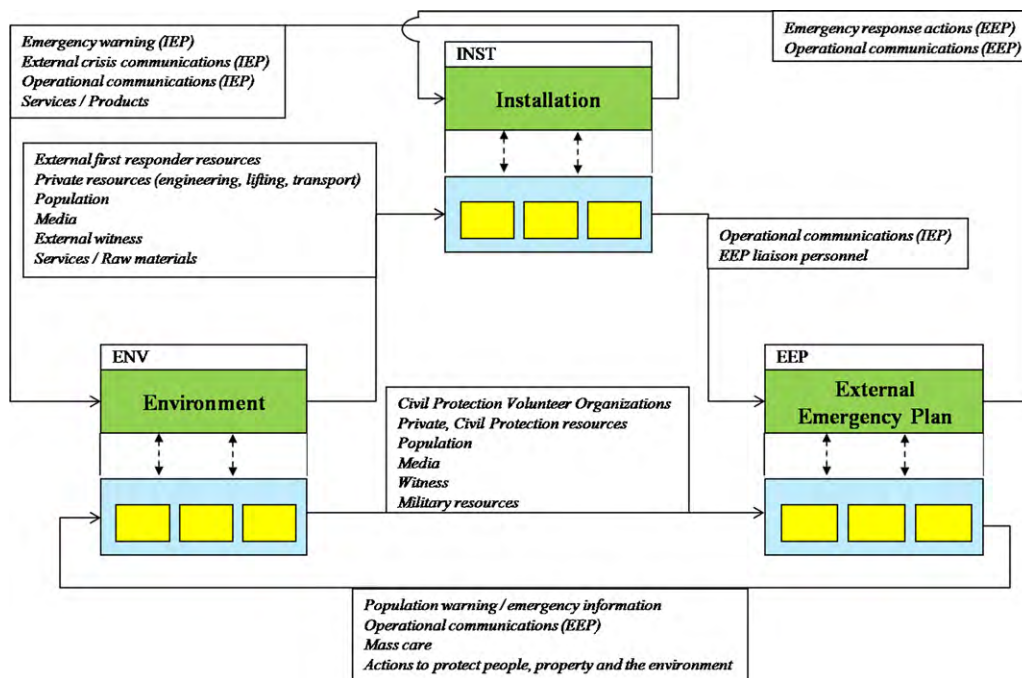 Emergency warning (IEP)
External crisis communications (IEP)
Operational communications (IEP)
Services / Products
INST
Installation
Emergency response actions (EEP)
Operational communications (EEP)
External first responder resources
Private resources (engineering, lifting, transport)
Population
Media
External witness
Services / Raw materials
Operational communications (IEP)
EEP liaison personnel
ENV
Environment
Civil Protection Volunteer Organizations
Private, Civil Protection resources
Population
Media
Witness
Military resources
EEP
External
Emergency Plan
Population warning / emergency information
Operational communications (EEP)
Mass care
Actions to protect people, property and the environment